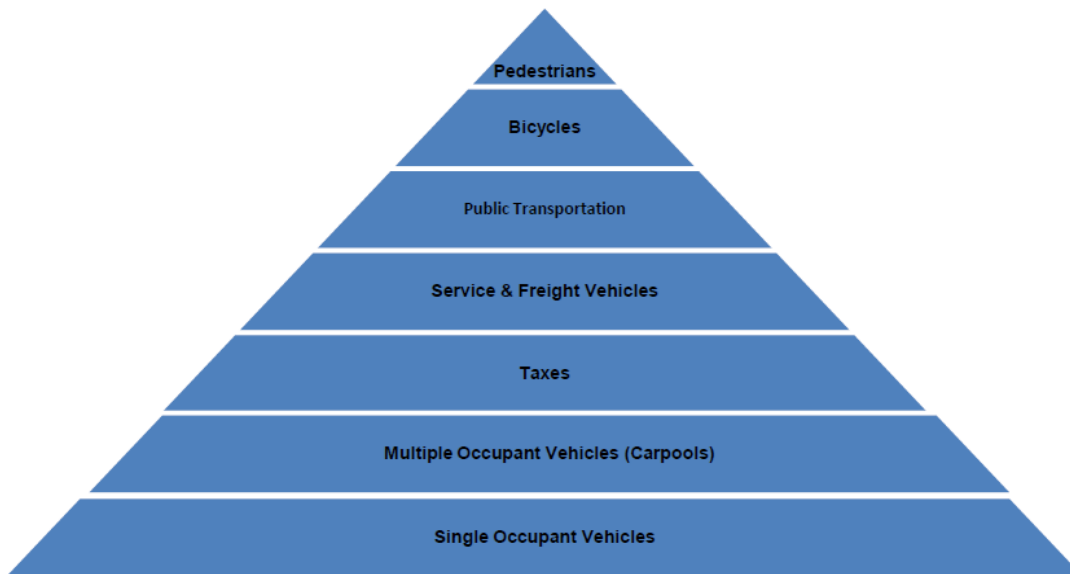 Pedestrians
Bicycles
Public Transportation
Service & Freight Vehicles
Taxes
Multiple Occupant Vehicles (Carpools)
Single Occupant Vehicles